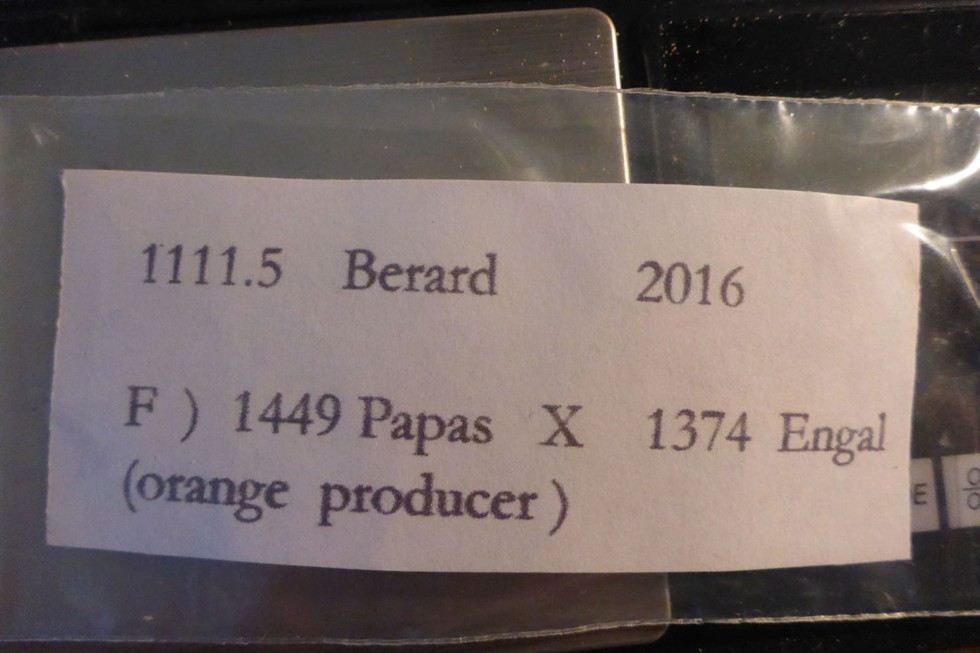 1111.5 Berard 2016
F ) 1449 Papas X 1374 Engal
(orange producer )
E